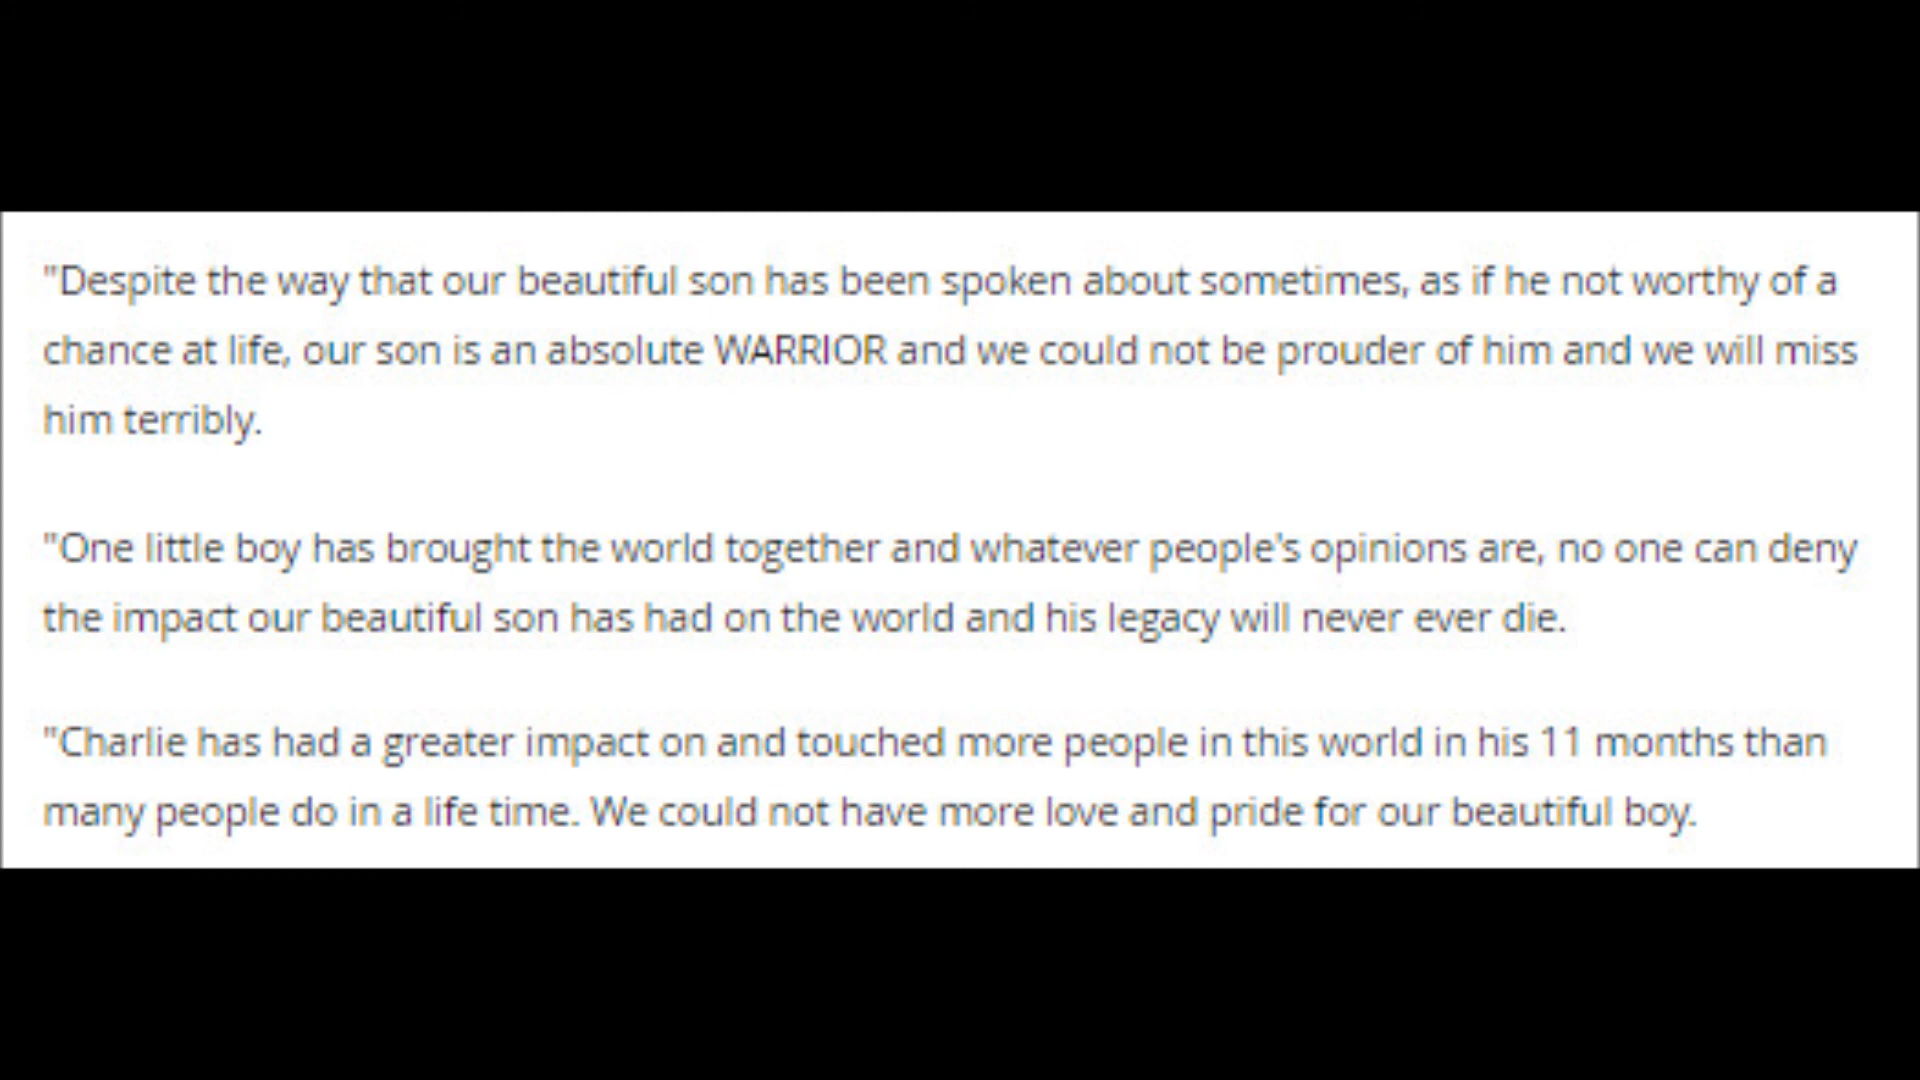 "Despite the way that our beautiful son has been spoken about sometimes, as if he not worthy of a
chance at life, our son is an absolute WARRIOR and we could not be prouder of him and we will miss
him terribly.
"One little boy has brought the world together and whatever people's opinions are, no one can deny
the impact our beautiful son has had on the world and his legacy will never ever die.
"Charlie has had a greater impact on and touched more people in this world in his 11 months than
many people do in a life time. We could not have more love and pride for our beautiful boy.